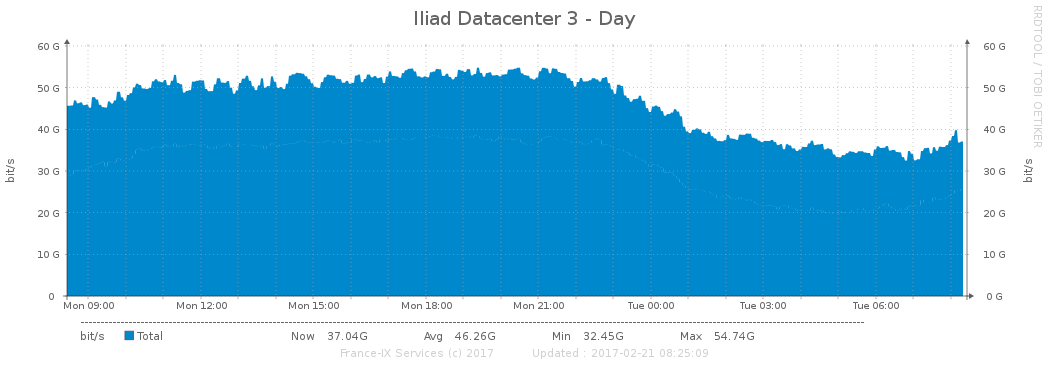 Iliad Datacenter 3 - Day
RRDTOOL / TOBI OETIKER
bit/s
60 G
50 G
40 G
30 G
20 G
10 G
0
60 G
50 G
40 G
30 G
20 G
10 G
0 G
bit/s
Mon 09:00 Mon 12:00 Mon 15:00 Mon 18:00 Mon 21:00 Tue 00:00 Tue 03:00 Tue 06:00
bit/s Total Now 37.04G Avg 46.26G Min 32.45G Max 54.74G
France-IX Services (c) 2017 Updated : 2017-02-21 08:25:09